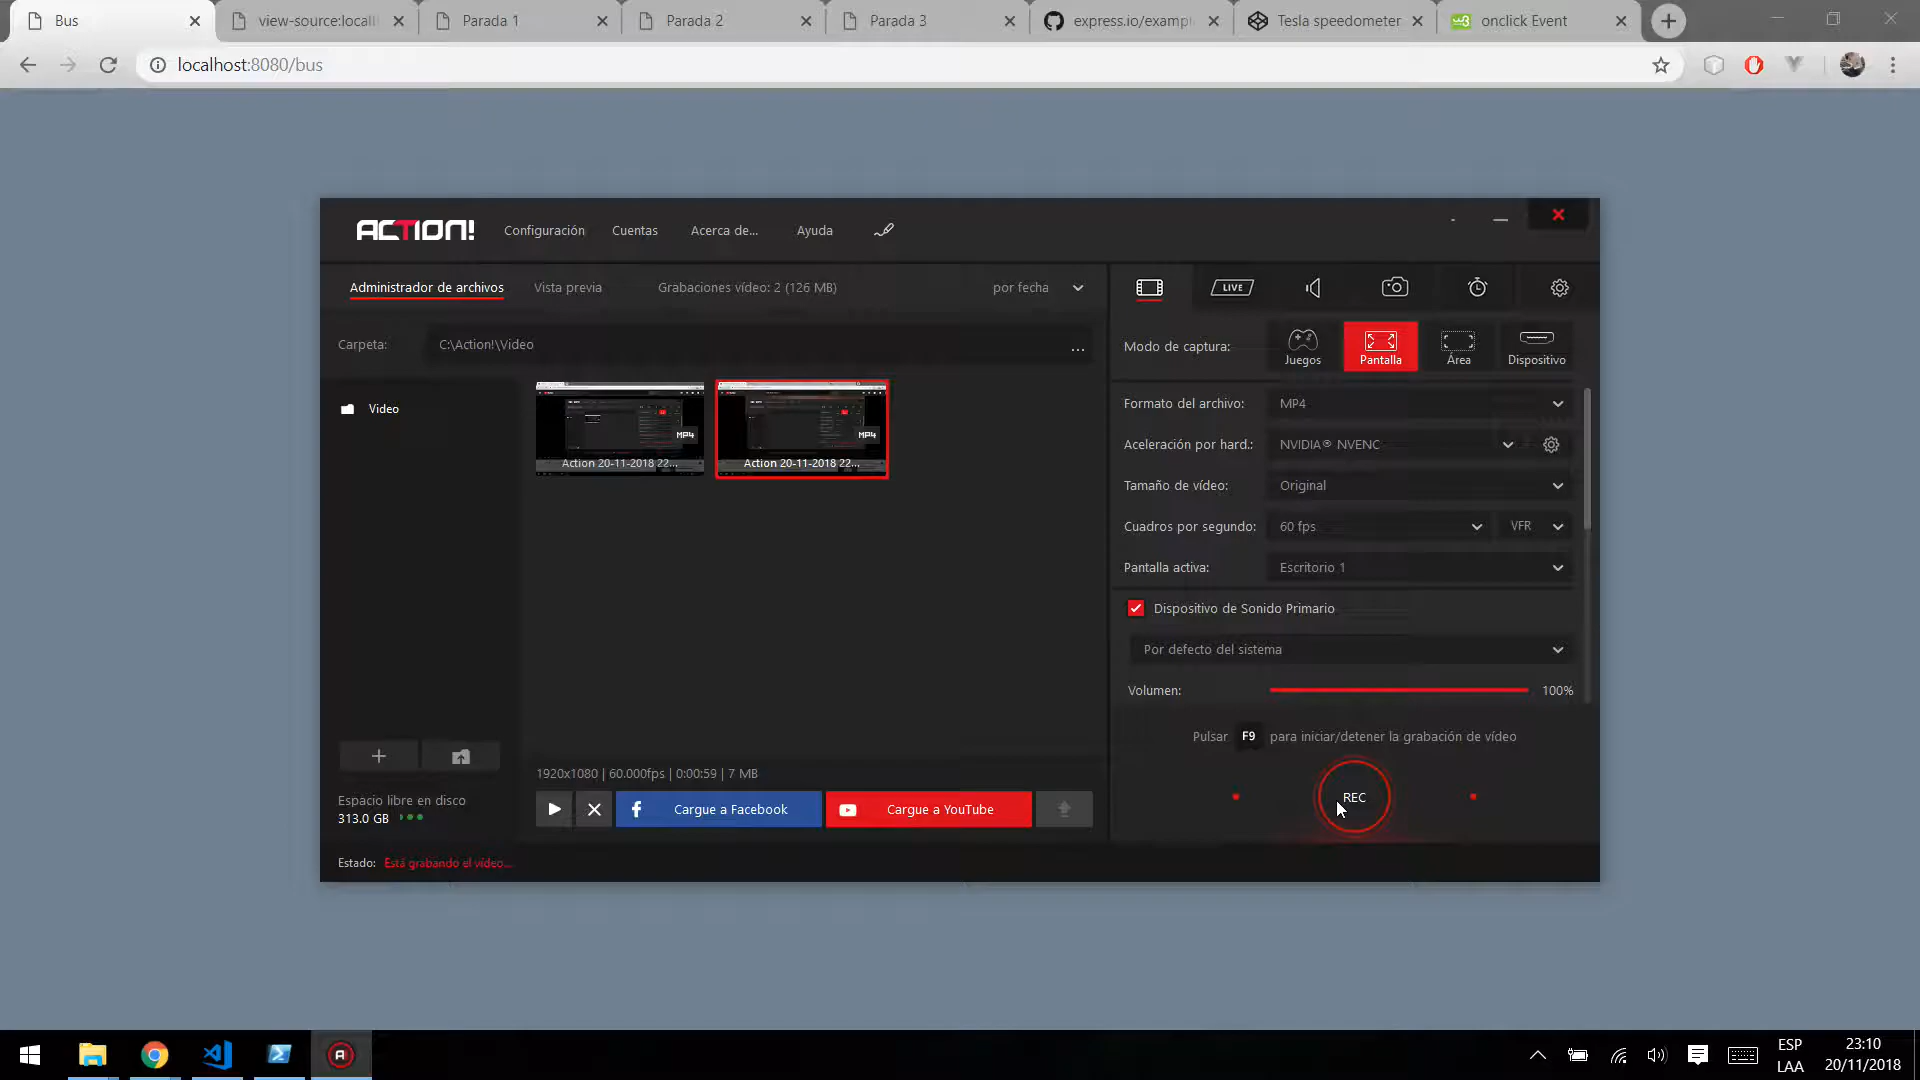 Bus
view-source:locall
Parada 1
Parada 2
Parada 3
express.io/exampl
Tesla speedometer
onclick Event
localhost:8080/bus
ACTION!
Configuración
Cuentas
Acerca de...
Ayuda
Administrador de archivos
Vista previa
Grabaciones vídeo: 2 (126 MB)
por fecha
LIVE
Carpeta:
C:\Action!\Video
...
Modo de captura:
Juegos
Pantalla
Área
Dispositivo
Video
MP4
Action 20-11-2018 22...
MP4
Action 20-11-2018 22...
Formato del archivo:
MP4
Aceleración por hard.:
NVIDIA® NVENC
Tamaño de vídeo:
Original
Cuadros por segundo:
60 fps
VFR
Pantalla activa:
Escritorio 1
Dispositivo de Sonido Primario
Por defecto del sistema
Volumen:
100%
Pulsar F9 para iniciar/detener la grabación de vídeo
REC
1920x1080 | 60.000fps | 0:00:59 | 7 MB
Cargue a Facebook
Cargue a YouTube
Espacio libre en disco
313.0 GB
Estado: Está grabando el vídeo...
ESP
LAA
23:10
20/11/2018